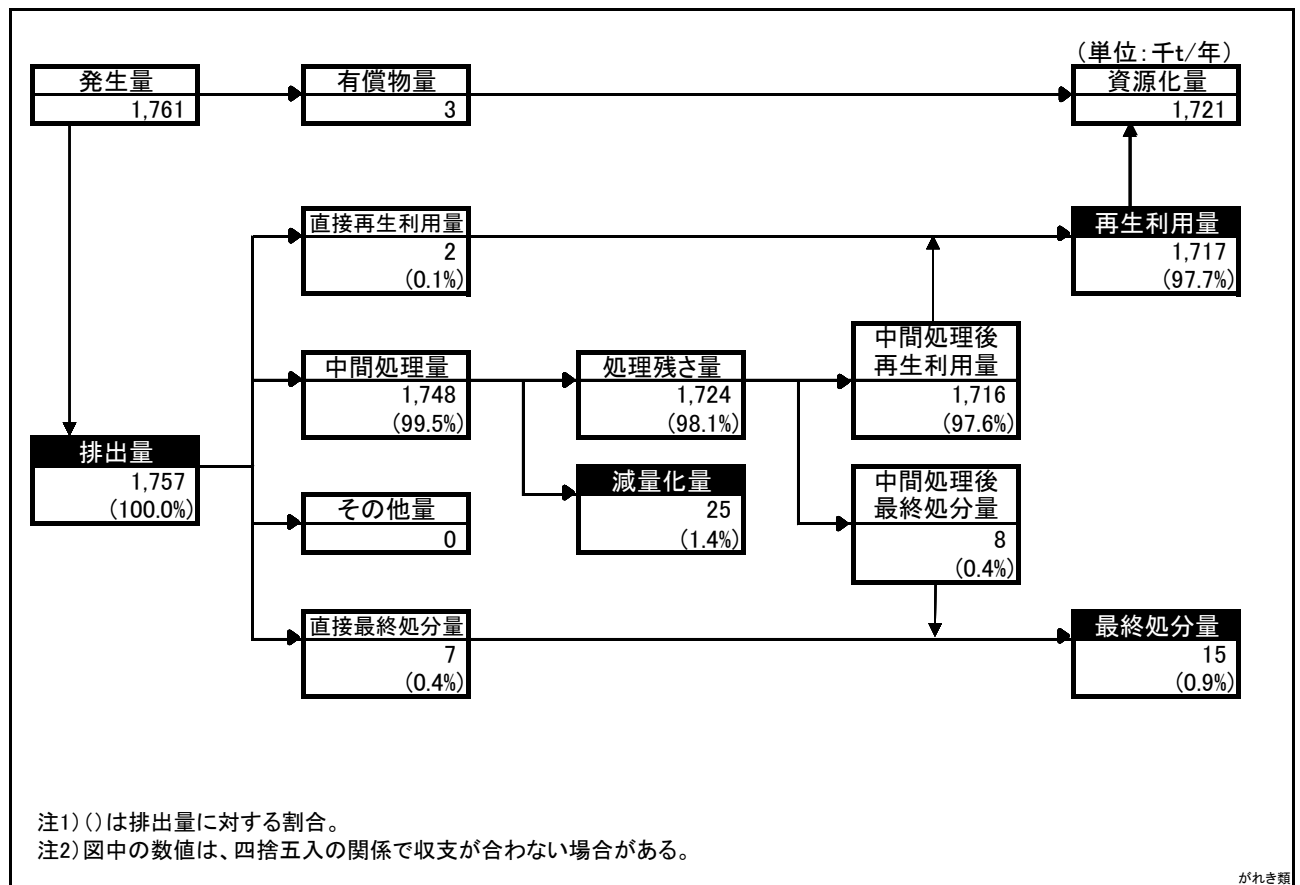 (単位:千t/年)
発生量
1,761
有償物量
3
資源化量
1,721
直接再生利用量
2
(0.1%)
再生利用量
1,717
(97.7%)
中間処理量
1,748
(99.5%)
処理残さ量
1,724
(98.1%)
中間処理後
再生利用量
1,716
(97.6%)
排出量
1,757
(100.0%)
減量化量
25
(1.4%)
中間処理後
最終処分量
8
(0.4%)
その他量
0
直接最終処分量
7
(0.4%)
最終処分量
15
(0.9%)
注1)()は排出量に対する割合。
注2)図中の数値は、四捨五入の関係で収支が合わない場合がある。
がれき類